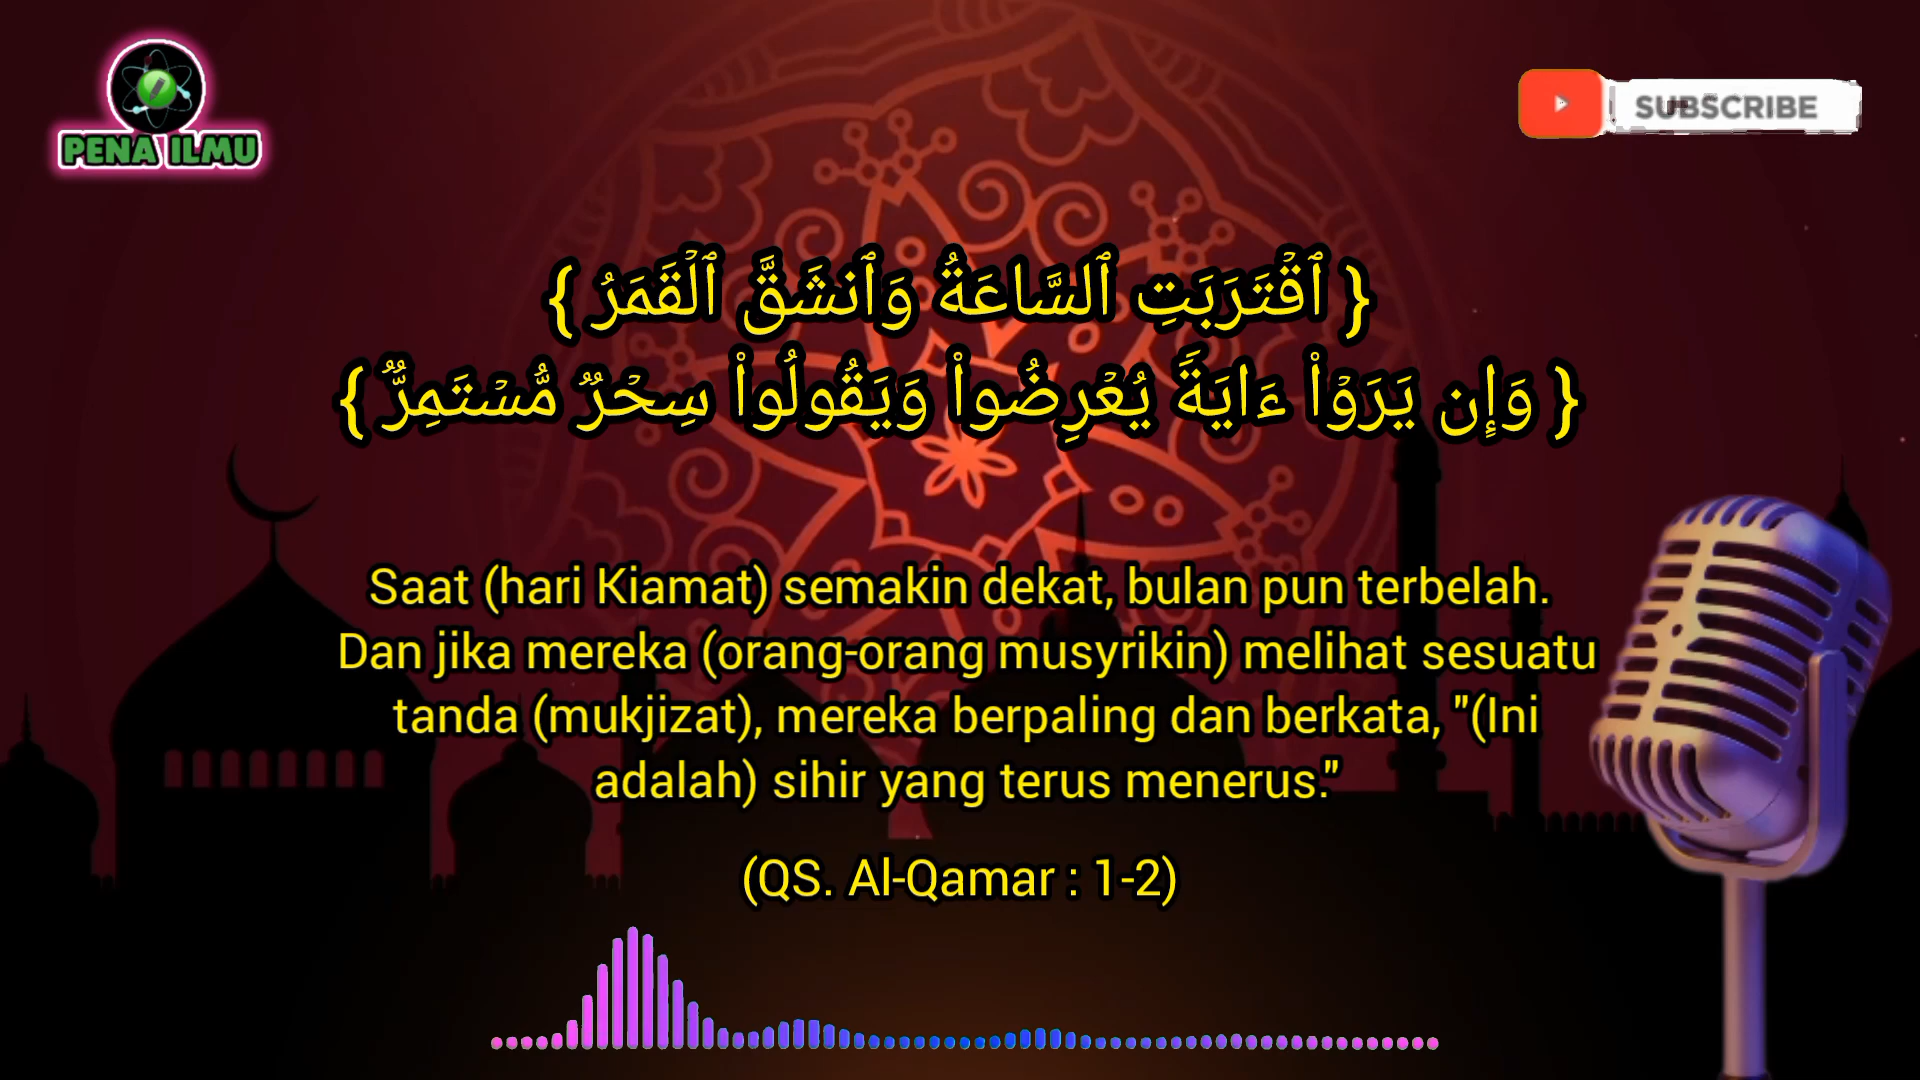 PENA ILMU
SUBSCRIBE
{ ٱقۡتَرَبَتِ ٱلسَّاعَةُ وَٱنشَقَّ ٱلۡقَمَرُ }
{ وَإِن يَرَوۡاْ ءَايَةٗ يُعۡرِضُواْ وَيَقُولُواْ سِحۡرٞ مُّسۡتَمِرّٞ }
Saat (hari Kiamat) semakin dekat, bulan pun terbelah.
Dan jika mereka (orang-orang musyrikin) melihat sesuatu
tanda (mukjizat), mereka berpaling dan berkata, "(Ini
adalah) sihir yang terus menerus."
(QS. Al-Qamar : 1-2)